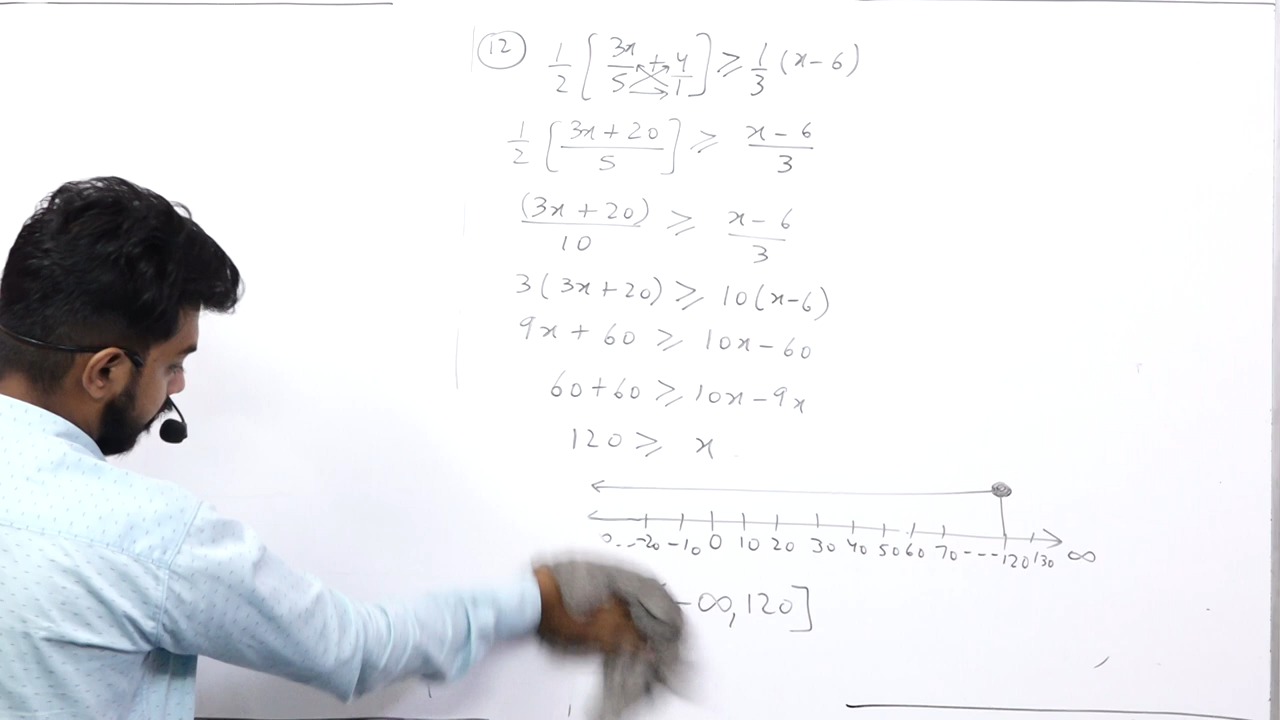 12 1/2 [3x/5 + 4/1] ≥ 1/3 (x-6)
1/2 [3x+20/5] ≥ x-6/3
(3x+20)/10 ≥ x-6/3
3(3x+20) ≥ 10(x-6)
9x+60 ≥ 10x-60
60+60 ≥ 10x-9x
120 ≥ x
-20 -10 0 10 20 30 40 50 60 70 --- 120 130 ∞
-∞, 120]